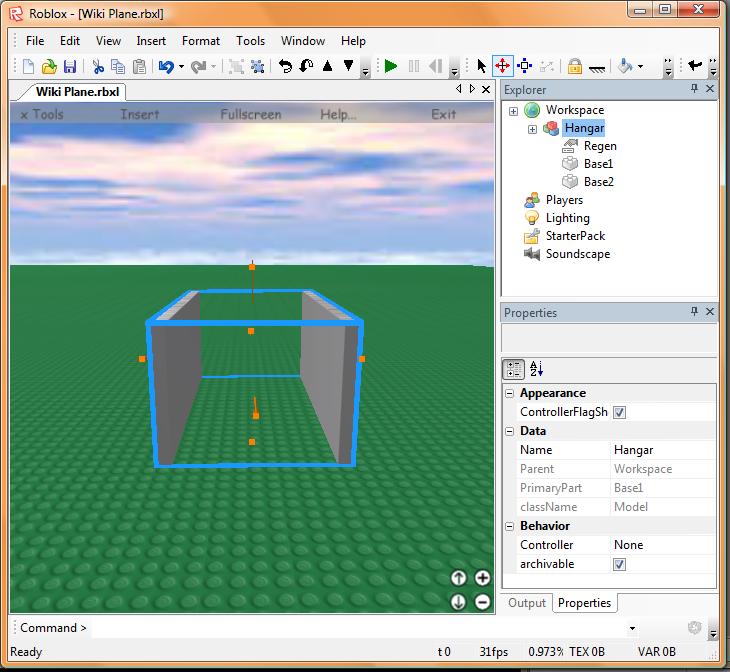 Roblox - [Wiki Plane.rbxl]
File Edit View Insert Format Tools Window Help
Wiki Plane.rbxl
x Tools Insert Fullscreen Help... Exit
Explorer
Workspace
Hangar
Regen
Base1
Base2
Players
Lighting
StarterPack
Soundscape
Properties
Appearance
ControllerFlagSh
Data
Name Hangar
Parent Workspace
PrimaryPart Base1
className Model
Behavior
Controller None
archivable
Output Properties
Command >
Ready t 0 31fps 0.973% TEX 0B VAR 0B